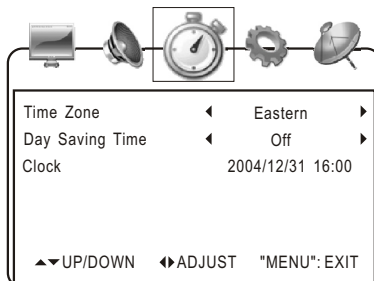 Time Zone ◀ Eastern ▶
Day Saving Time ◀ Off ▶
Clock 2004/12/31 16:00
▲▼UP/DOWN ◀▶ADJUST "MENU": EXIT